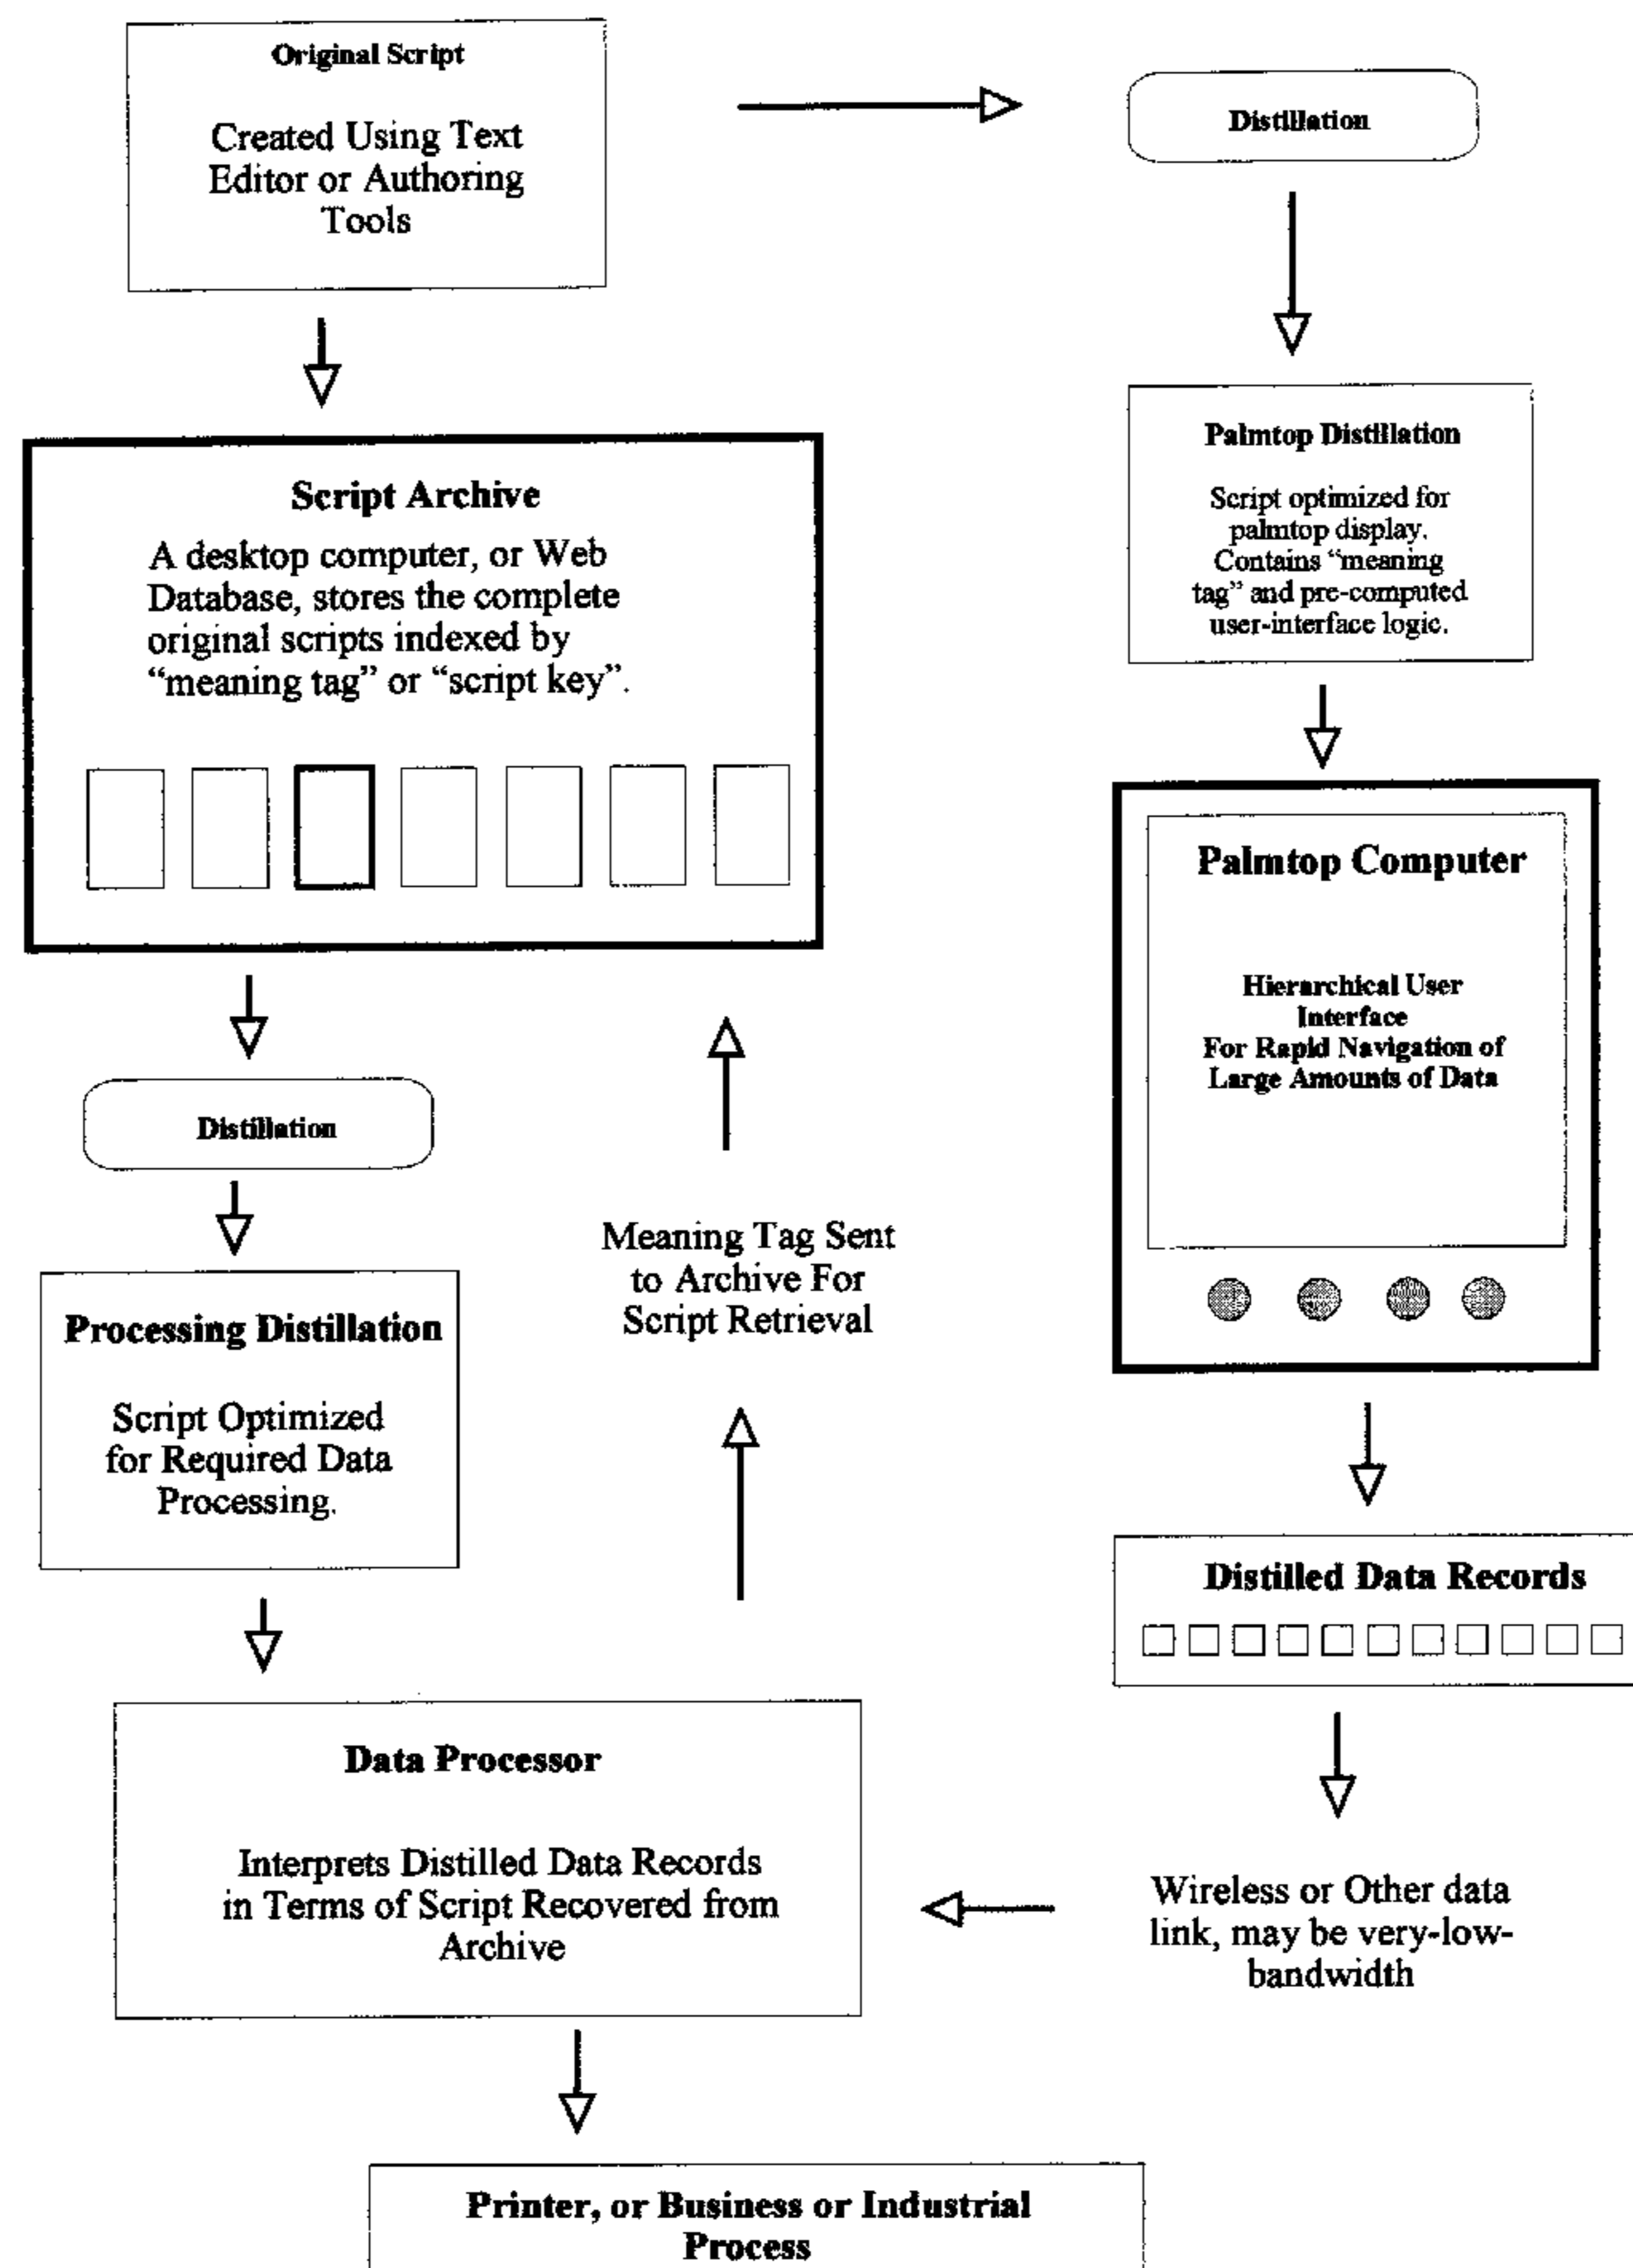 Original Script
Created Using Text
Editor or Authoring
Tools
Distillation
Script Archive
A desktop computer, or Web
Database, stores the complete
original scripts indexed by
“meaning tag” or “script key”.
Palmtop Distillation
Script optimized for
palmtop display.
Contains “meaning
tag” and pre-computed
user-interface logic.
Palmtop Computer
Hierarchical User
Interface
For Rapid Navigation of
Large Amounts of Data
Distillation
Meaning Tag Sent
to Archive For
Script Retrieval
Processing Distillation
Script Optimized
for Required Data
Processing.
Distilled Data Records
Data Processor
Interprets Distilled Data Records
in Terms of Script Recovered from
Archive
Wireless or Other data
link, may be very-low-
bandwidth
Printer, or Business or Industrial
Process